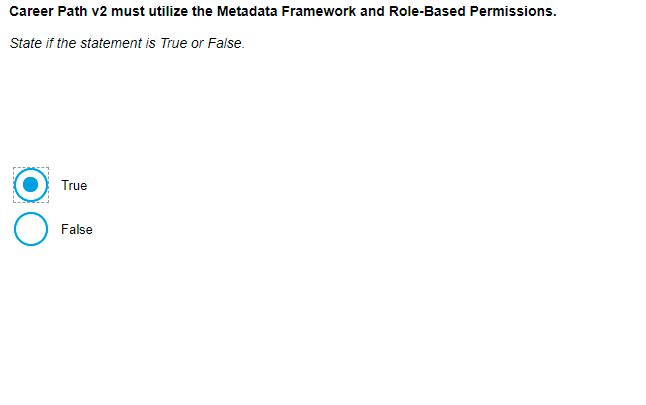 Career Path v2 must utilize the Metadata Framework and Role-Based Permissions.
State if the statement is True or False.
True
False